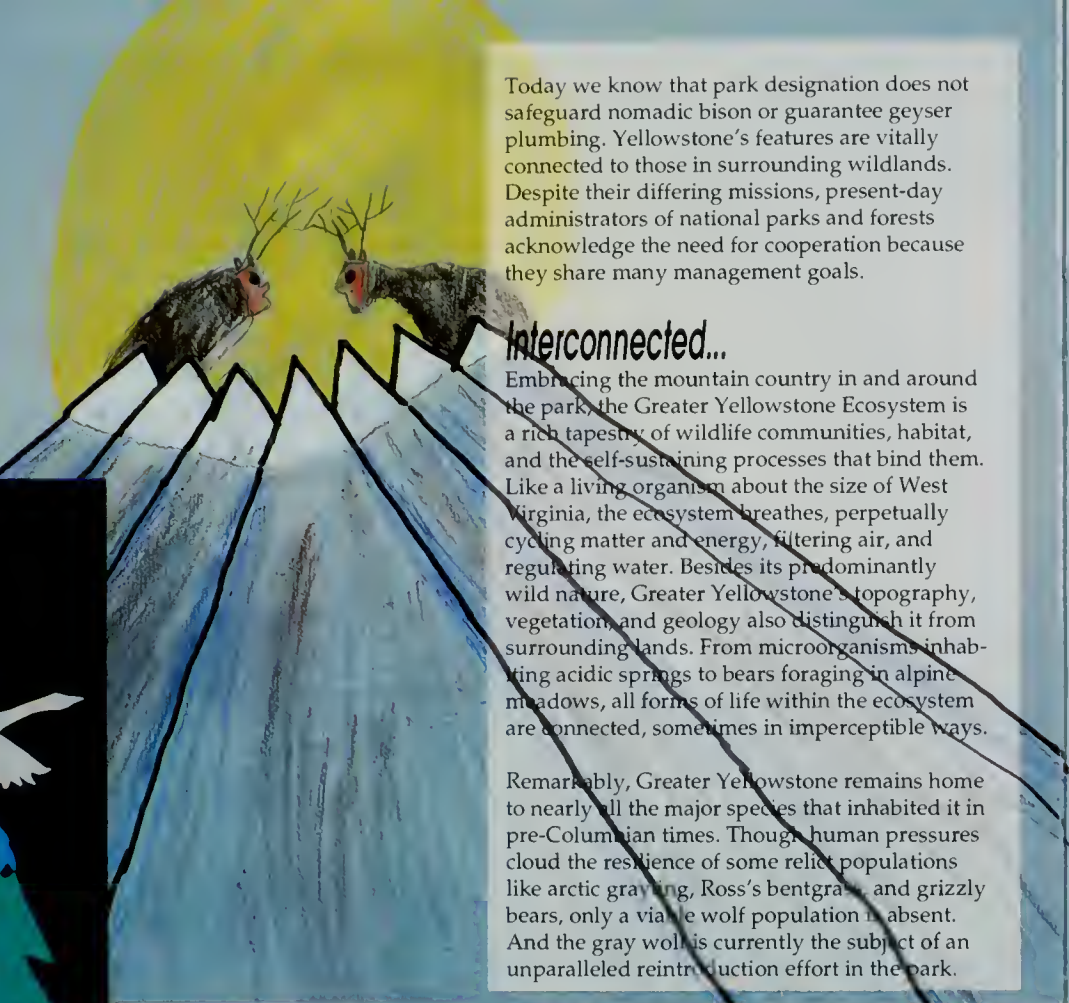 Today we know that park designation does not
safeguard nomadic bison or guarantee geyser
plumbing. Yellowstone's features are vitally
connected to those in surrounding wildlands.
Despite their differing missions, present-day
administrators of national parks and forests
acknowledge the need for cooperation because
they share many management goals.
Interconnected...
Embracing the mountain country in and around
the park, the Greater Yellowstone Ecosystem is
a rich tapestry of wildlife communities, habitat,
and the self-sustaining processes that bind them.
Like a living organism about the size of West
Virginia, the ecosystem breathes, perpetually
cycling matter and energy, filtering air, and
regulating water. Besides its predominantly
wild nature, Greater Yellowstone's topography,
vegetation, and geology also distinguish it from
surrounding lands. From microorganisms inhab-
iting acidic springs to bears foraging in alpine
meadows, all forms of life within the ecosystem
are connected, sometimes in imperceptible ways.
Remarkably, Greater Yellowstone remains home
to nearly all the major species that inhabited it in
pre-Columbian times. Though human pressures
cloud the resilience of some relict populations
like arctic grayling, Ross's bentgrass, and grizzly
bears, only a viable wolf population is absent.
And the gray wolf is currently the subject of an
unparalleled reintroduction effort in the park.